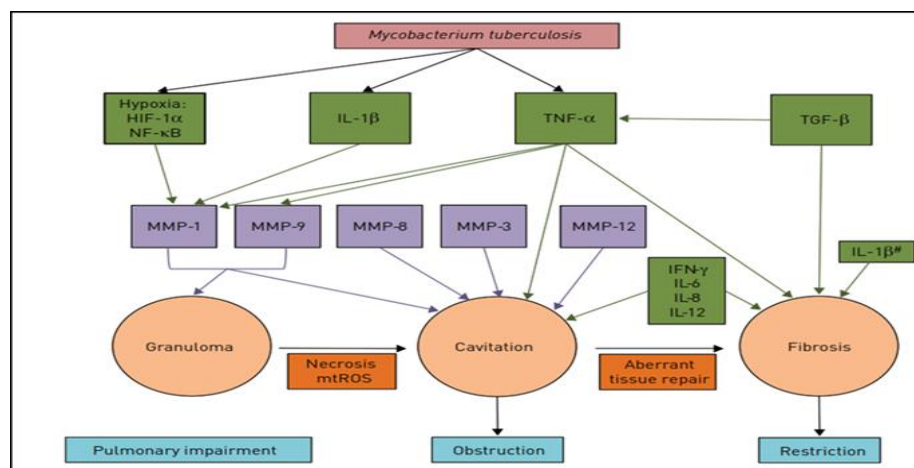 Mycobacterium tuberculosis
Hypoxia:
HIF-1α
NF-κB
IL-1β
TNF-α
TGF-β
MMP-1
MMP-9
MMP-8
MMP-3
MMP-12
IL-1β#
IFN-γ
IL-6
IL-8
IL-12
Granuloma
Necrosis
mtROS
Cavitation
Aberrant
tissue repair
Fibrosis
Pulmonary impairment
Obstruction
Restriction